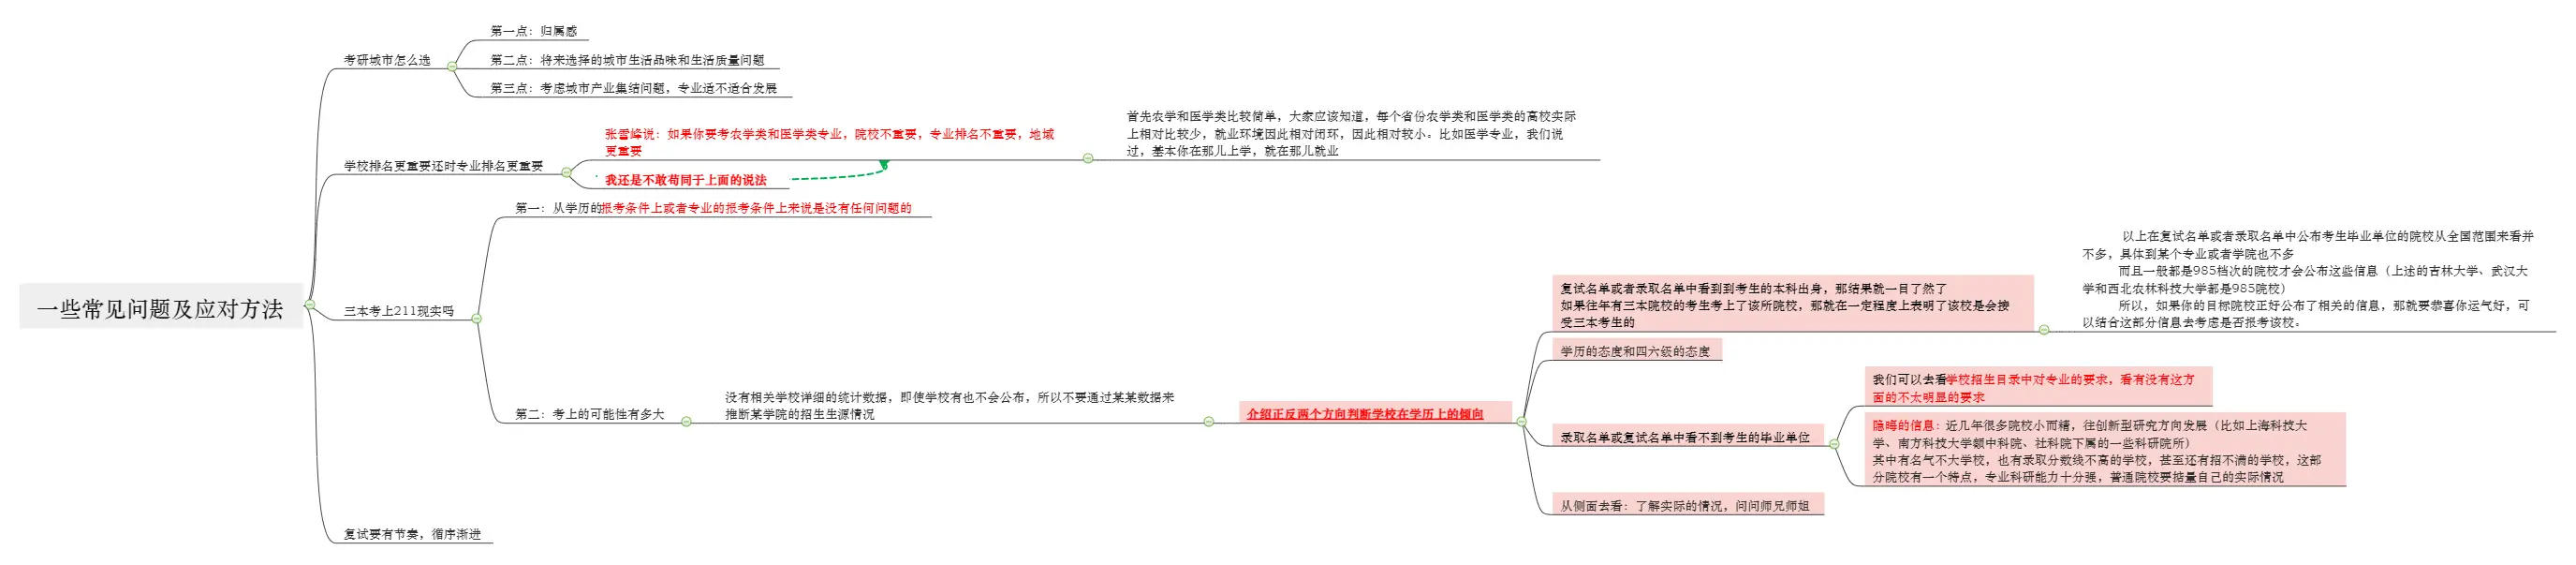 一些常见问题及应对方法
考研城市怎么选
第一点：归属感
第二点：将来选择的城市生活品味和生活质量问题
第三点：考虑城市产业集结问题，专业适不适合发展
学校排名更重要还时专业排名更重要
张雪峰说：如果你要考农学类和医学类专业，院校不重要，专业排名不重要，地域
更重要
首先农学和医学类比较简单，大家应该知道，每个省份农学类和医学类的高校实际
上相对比较少，就业环境因此相对闭环，因此相对较小。比如医学专业，我们说
过，基本你在那儿上学，就在那儿就业
我还是不敢苟同于上面的说法
三本考上211现实吗
第一：从学历的报考条件上或者专业的报考条件上来说是没有任何问题的
第二：考上的可能性有多大
没有相关学校详细的统计数据，即使学校有也不会公布，所以不要通过某某数据来
推断某学院的招生生源情况
介绍正反两个方向判断学校在学历上的倾向
复试名单或者录取名单中看到到考生的本科出身，那结果就一目了然了
如果往年有三本院校的考生考上了该所院校，那就在一定程度上表明了该校是会接
受三本考生的
以上在复试名单或者录取名单中公布考生毕业单位的院校从全国范围来看并
不多，具体到某个专业或者学院也不多
而且一般都是985档次的院校才会公布这些信息（上述的吉林大学、武汉大
学和西北农林科技大学都是985院校）
所以，如果你的目标院校正好公布了相关的信息，那就要恭喜你运气好，可
以结合这部分信息去考虑是否报考该校。
学历的态度和四六级的态度
录取名单或复试名单中看不到考生的毕业单位
我们可以去看学校招生目录中对专业的要求，看有没有这方
面的不太明显的要求
隐晦的信息：近几年很多院校小而精，往创新型研究方向发展（比如上海科技大
学、南方科技大学额中科院、社科院下属的一些科研院所）
其中有名气不大学校，也有录取分数线不高的学校，甚至还有招不满的学校，这部
分院校有一个特点，专业科研能力十分强，普通院校要掂量自己的实际情况
从侧面去看：了解实际的情况，问问师兄师姐
复试要有节奏，循序渐进